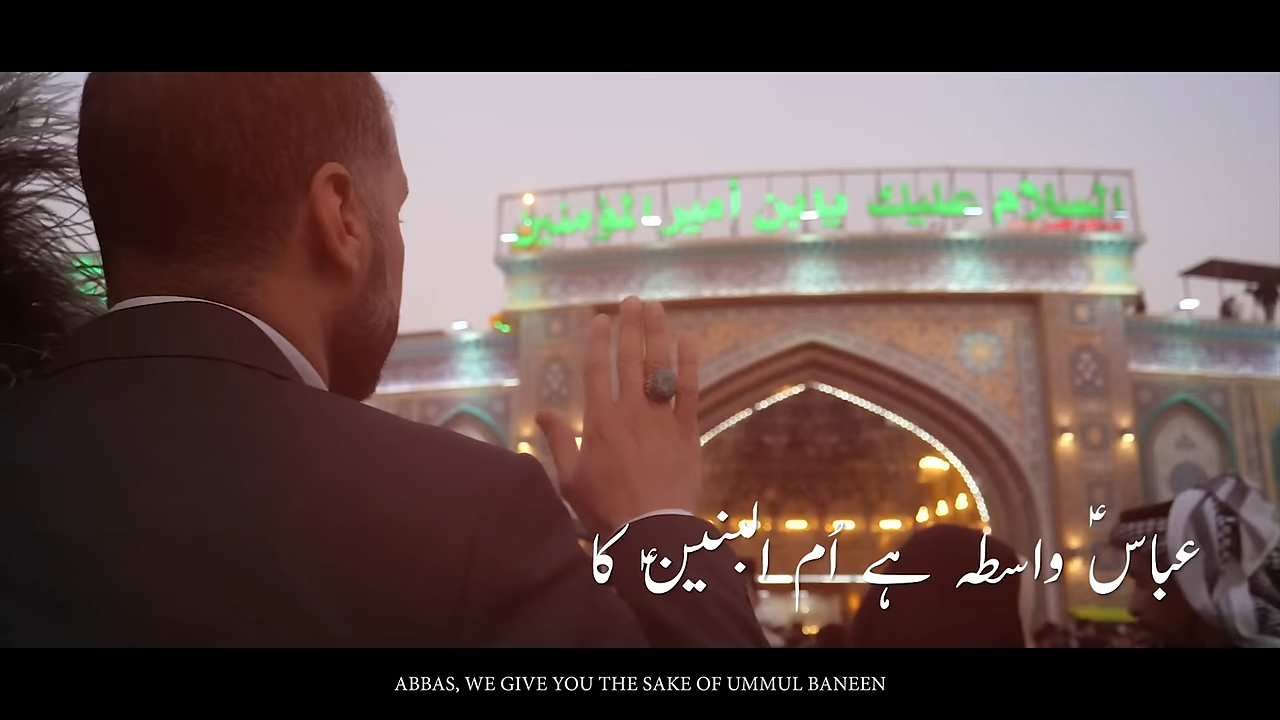 السلام عليك يابن أمير المؤمنين
عباسؑ واسطہ ہے اُم البنینؑ کا
ABBAS, WE GIVE YOU THE SAKE OF UMMUL BANEEN